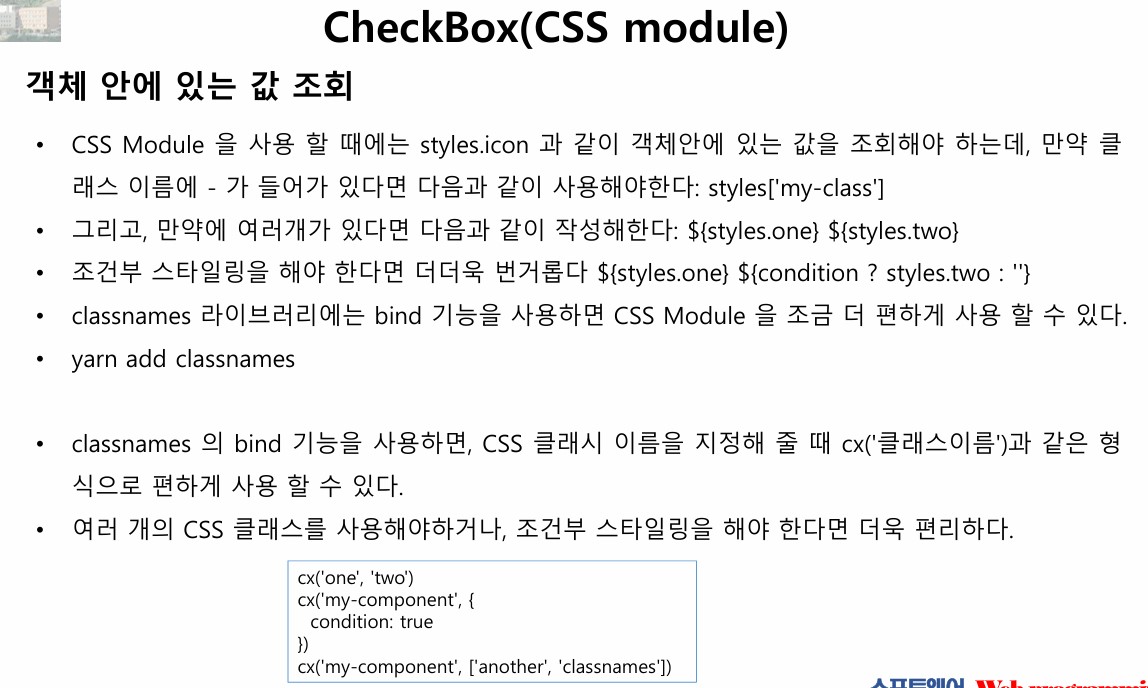 CheckBox(CSS module)
객체 안에 있는 값 조회
• CSS Module 을 사용 할 때에는 styles.icon 과 같이 객체안에 있는 값을 조회해야 하는데, 만약 클
래스 이름에 - 가 들어가 있다면 다음과 같이 사용해야한다: styles['my-class']
• 그리고, 만약에 여러개가 있다면 다음과 같이 작성해한다: ${styles.one} ${styles.two}
• 조건부 스타일링을 해야 한다면 더더욱 번거롭다 ${styles.one} ${condition ? styles.two : ''}
• classnames 라이브러리에는 bind 기능을 사용하면 CSS Module 을 조금 더 편하게 사용 할 수 있다.
• yarn add classnames
• classnames 의 bind 기능을 사용하면, CSS 클래시 이름을 지정해 줄 때 cx('클래스이름')과 같은 형
식으로 편하게 사용 할 수 있다.
• 여러 개의 CSS 클래스를 사용해야하거나, 조건부 스타일링을 해야 한다면 더욱 편리하다.
cx('one', 'two')
cx('my-component', {
condition: true
})
cx('my-component', ['another', 'classnames'])